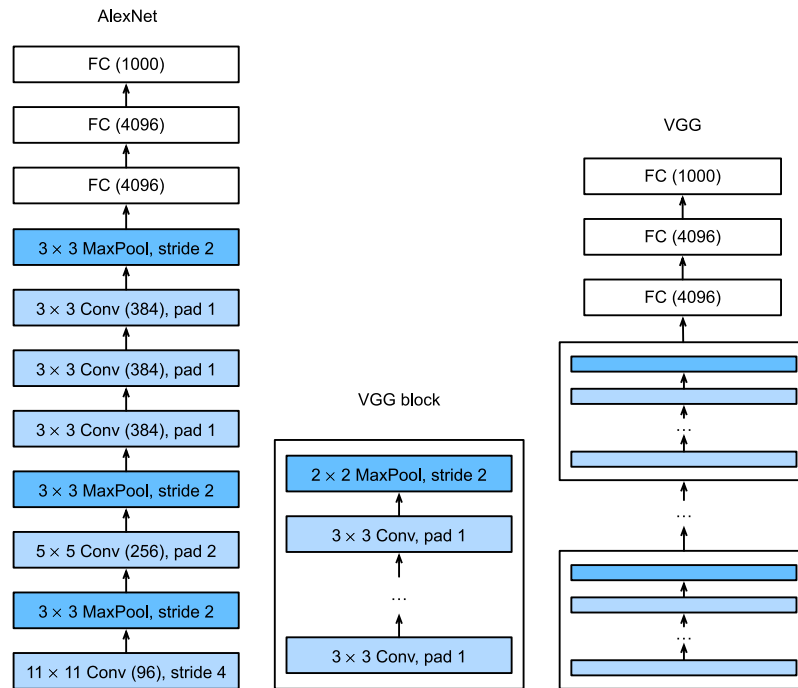 AlexNet
FC (1000)
FC (4096)
FC (4096)
3 × 3 MaxPool, stride 2
3 × 3 Conv (384), pad 1
3 × 3 Conv (384), pad 1
3 × 3 Conv (384), pad 1
3 × 3 MaxPool, stride 2
5 × 5 Conv (256), pad 2
3 × 3 MaxPool, stride 2
11 × 11 Conv (96), stride 4
VGG block
2 × 2 MaxPool, stride 2
3 × 3 Conv, pad 1
...
3 × 3 Conv, pad 1
VGG
FC (1000)
FC (4096)
FC (4096)
...
...
...